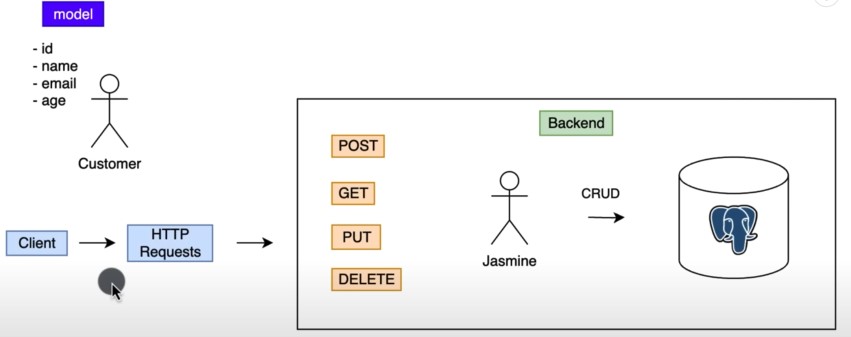 model
- id
- name
- email
- age
Customer
Client
HTTP
Requests
Backend
POST
GET
PUT
DELETE
Jasmine
CRUD